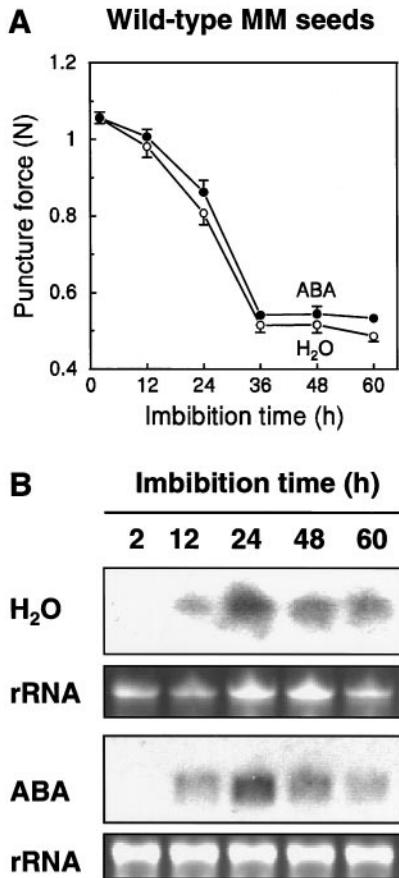 A Wild-type MM seeds
1.2
1
0.8
0.6
0.4
Puncture force (N)
ABA
H₂O
0 12 24 36 48 60
Imbibition time (h)
B Imbibition time (h)
2 12 24 48 60
H₂O
rRNA
ABA
rRNA